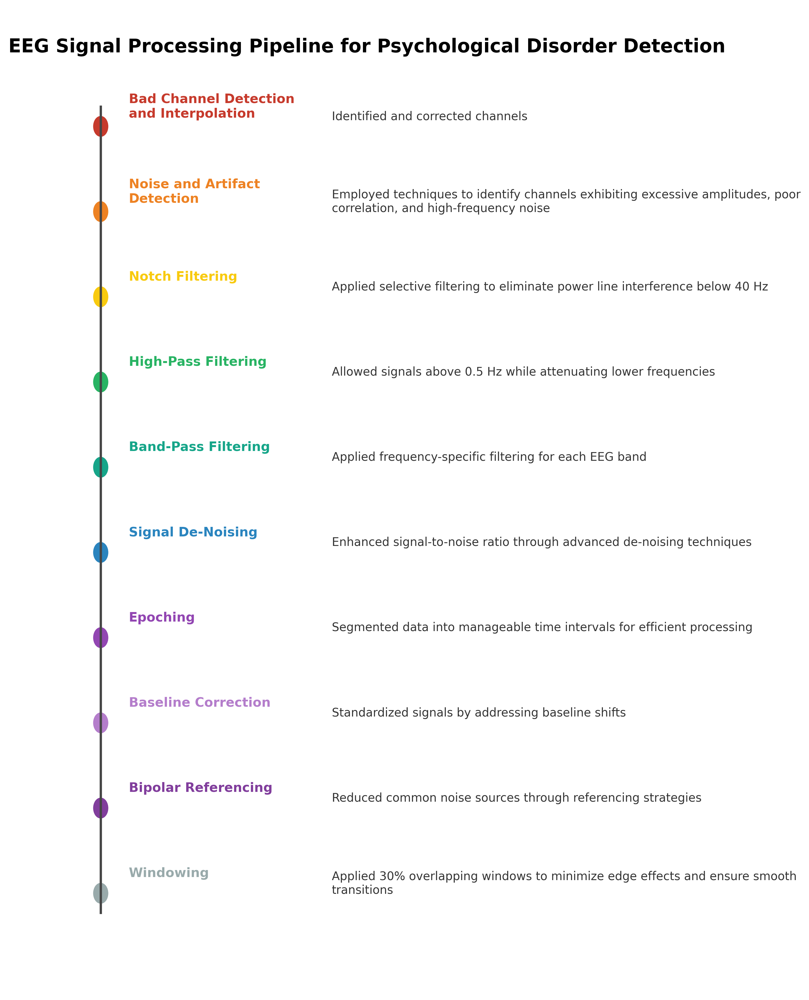 EEG Signal Processing Pipeline for Psychological Disorder Detection
Bad Channel Detection
and Interpolation
Identified and corrected channels
Noise and Artifact
Detection
Employed techniques to identify channels exhibiting excessive amplitudes, poor
correlation, and high-frequency noise
Notch Filtering
Applied selective filtering to eliminate power line interference below 40 Hz
High-Pass Filtering
Allowed signals above 0.5 Hz while attenuating lower frequencies
Band-Pass Filtering
Applied frequency-specific filtering for each EEG band
Signal De-Noising
Enhanced signal-to-noise ratio through advanced de-noising techniques
Epoching
Segmented data into manageable time intervals for efficient processing
Baseline Correction
Standardized signals by addressing baseline shifts
Bipolar Referencing
Reduced common noise sources through referencing strategies
Windowing
Applied 30% overlapping windows to minimize edge effects and ensure smooth
transitions